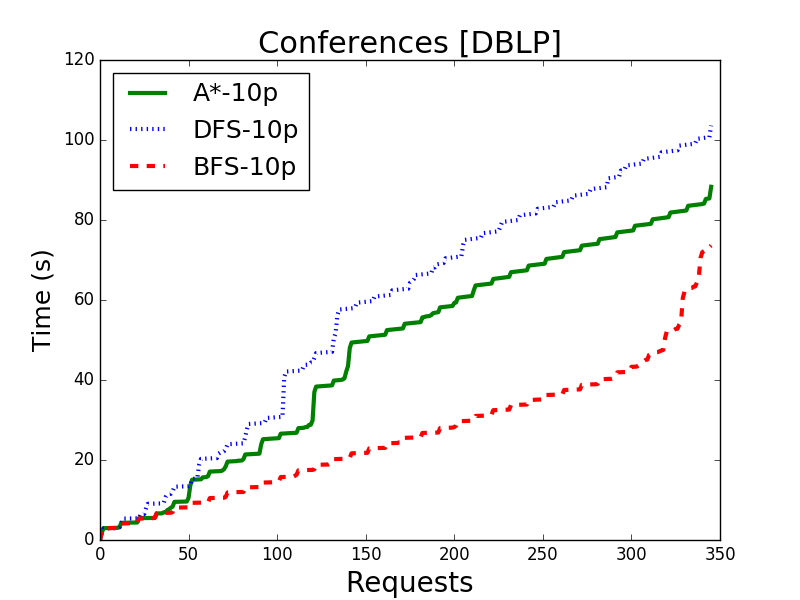 Conferences [DBLP]
A*-10p
DFS-10p
BFS-10p
Time (s)
120
100
80
60
40
20
0
0 50 100 150 200 250 300 350
Requests